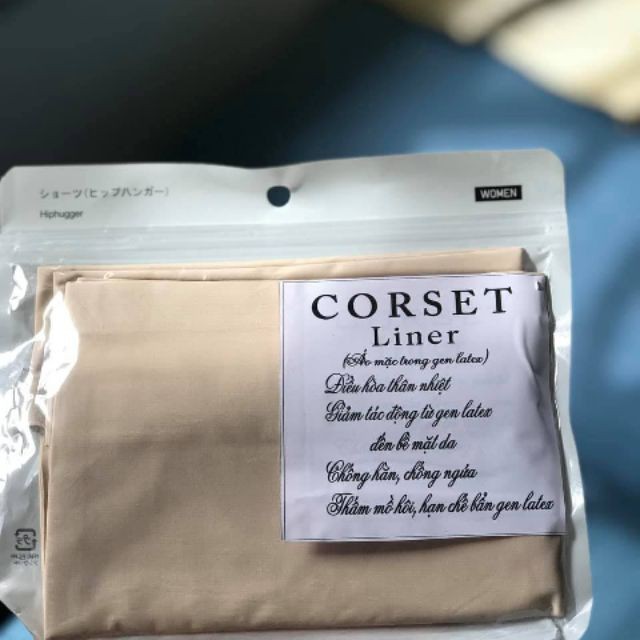 ショーツ(ヒップハンガー)
WOMEN
Hiphugger
CORSET
Liner
(Áo mặc trong gen latex)
Điều hòa thân nhiệt
Giảm tác động từ gen latex
đến bề mặt da
Chống hằn, chống ngứa
Thấm mồ hôi, hạn chế bẩn gen latex